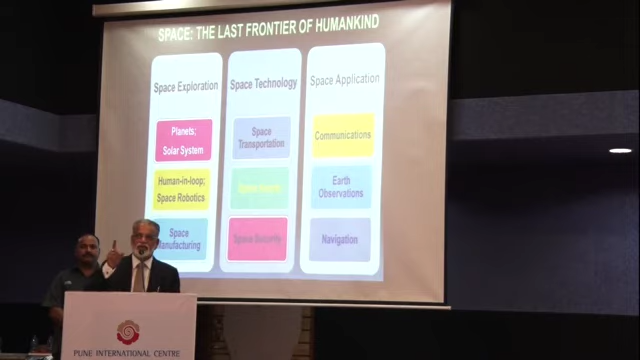 SPACE: THE LAST FRONTIER OF HUMANKIND
Space Exploration
Planets;
Solar System
Human-in-loop;
Space Robotics
Space
Manufacturing
Space Technology
Space
Transportation
Space
Space Application
Communications
Earth
Observations
Navigation
PUNE INTERNATIONAL CENTRE